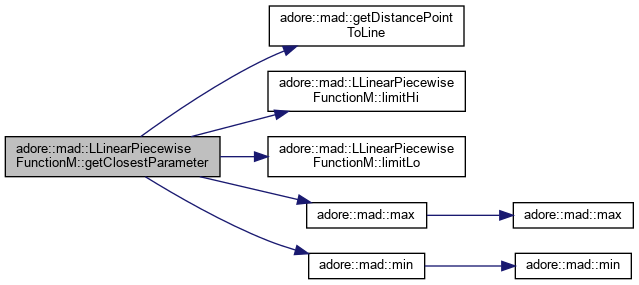 adore::mad::getDistancePoint
ToLine
adore::mad::LLinearPiecewise
FunctionM::limitHi
adore::mad::LLinearPiecewise
FunctionM::getClosestParameter
adore::mad::LLinearPiecewise
FunctionM::limitLo
adore::mad::max
adore::mad::max
adore::mad::min
adore::mad::min